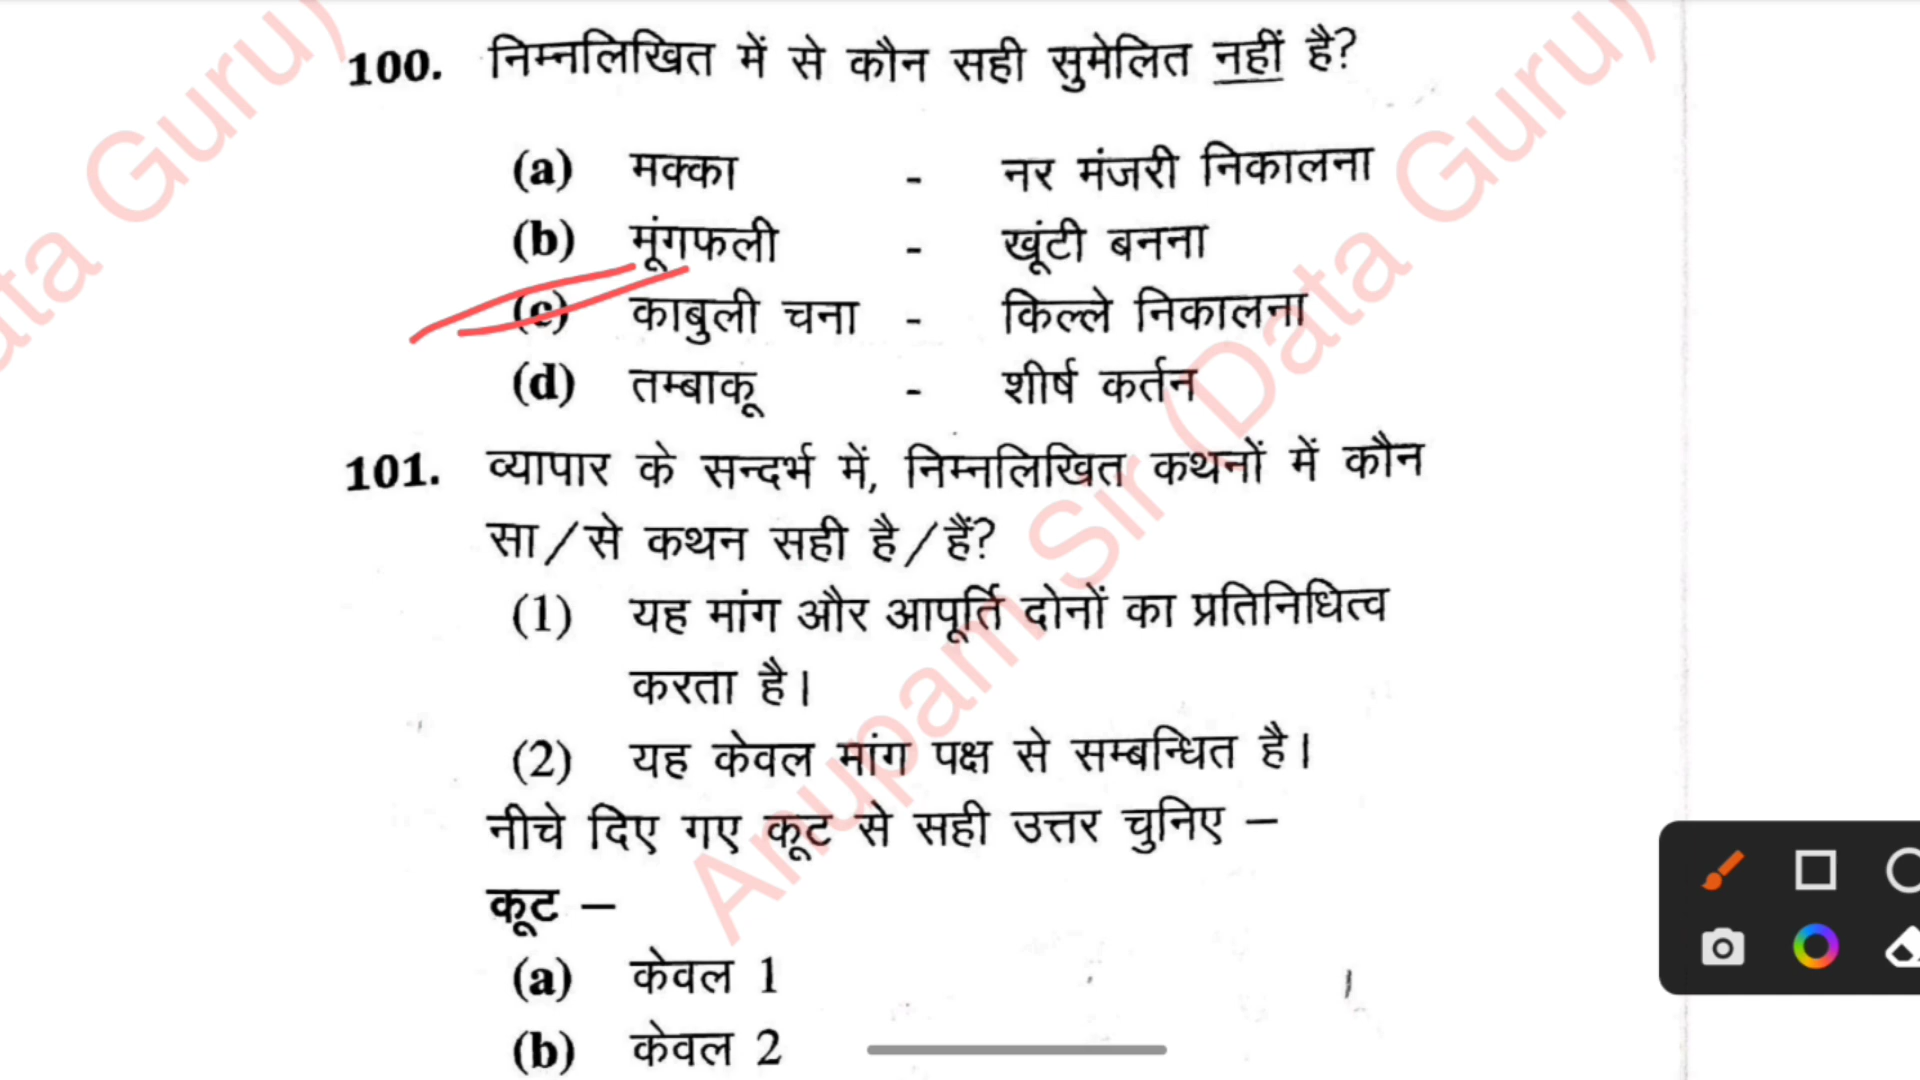 100. निम्नलिखित में से कौन सही सुमेलित नहीं है?
(a) मक्का - नर मंजरी निकालना
(b) मूंगफली - खूंटी बनना
(c) काबुली चना - किल्ले निकालना
(d) तम्बाकू - शीर्ष कर्तन
101. व्यापार के सन्दर्भ में, निम्नलिखित कथनों में कौन
सा/से कथन सही है/हैं?
(1) यह मांग और आपूर्ति दोनों का प्रतिनिधित्व
करता है।
(2) यह केवल मांग पक्ष से सम्बन्धित है।
नीचे दिए गए कूट से सही उत्तर चुनिए –
कूट –
(a) केवल 1
(b) केवल 2
ata Guru)
Anupam Sir (Data Guru)